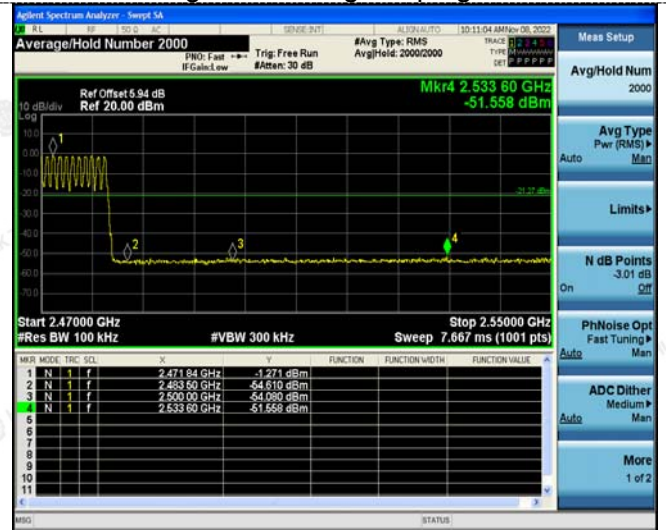 Agilent Spectrum Analyzer - Swept SA
RL RF 50 Ω AC SENSE:INT ALIGNAUTO 10:11:04 AM Nov 08, 2022
Average/Hold Number 2000
PNO: Fast
IFGain:Low
Trig: Free Run
#Atten: 30 dB
#Avg Type: RMS
Avg|Hold: 2000/2000
TRACE 1 2 3 4 5 6
TYPE
DET P P P P P P
Mkr4 2.533 60 GHz
-51.558 dBm
Ref Offset 5.94 dB
10 dB/div Ref 20.00 dBm
Log
10.0
0.00
-10.0
-20.0
-30.0
-40.0
-50.0
-60.0
-70.0
1
2
3
4
-21.27 dBm
Start 2.47000 GHz Stop 2.55000 GHz
#Res BW 100 kHz #VBW 300 kHz Sweep 7.667 ms (1001 pts)
MKR MODE TRC SCL X Y FUNCTION FUNCTION WIDTH FUNCTION VALUE
1 N 1 f 2.471 84 GHz -1.271 dBm
2 N 1 f 2.483 50 GHz -54.610 dBm
3 N 1 f 2.500 00 GHz -54.080 dBm
4 N 1 f 2.533 60 GHz -51.558 dBm
5
6
7
8
9
10
11
MSG STATUS
Meas Setup
Avg/Hold Num
2000
Avg Type
Pwr (RMS)
Auto Man
Limits
N dB Points
-3.01 dB
On Off
PhNoise Opt
Fast Tuning
Auto Man
ADC Dither
Medium
Auto Man
More
1 of 2